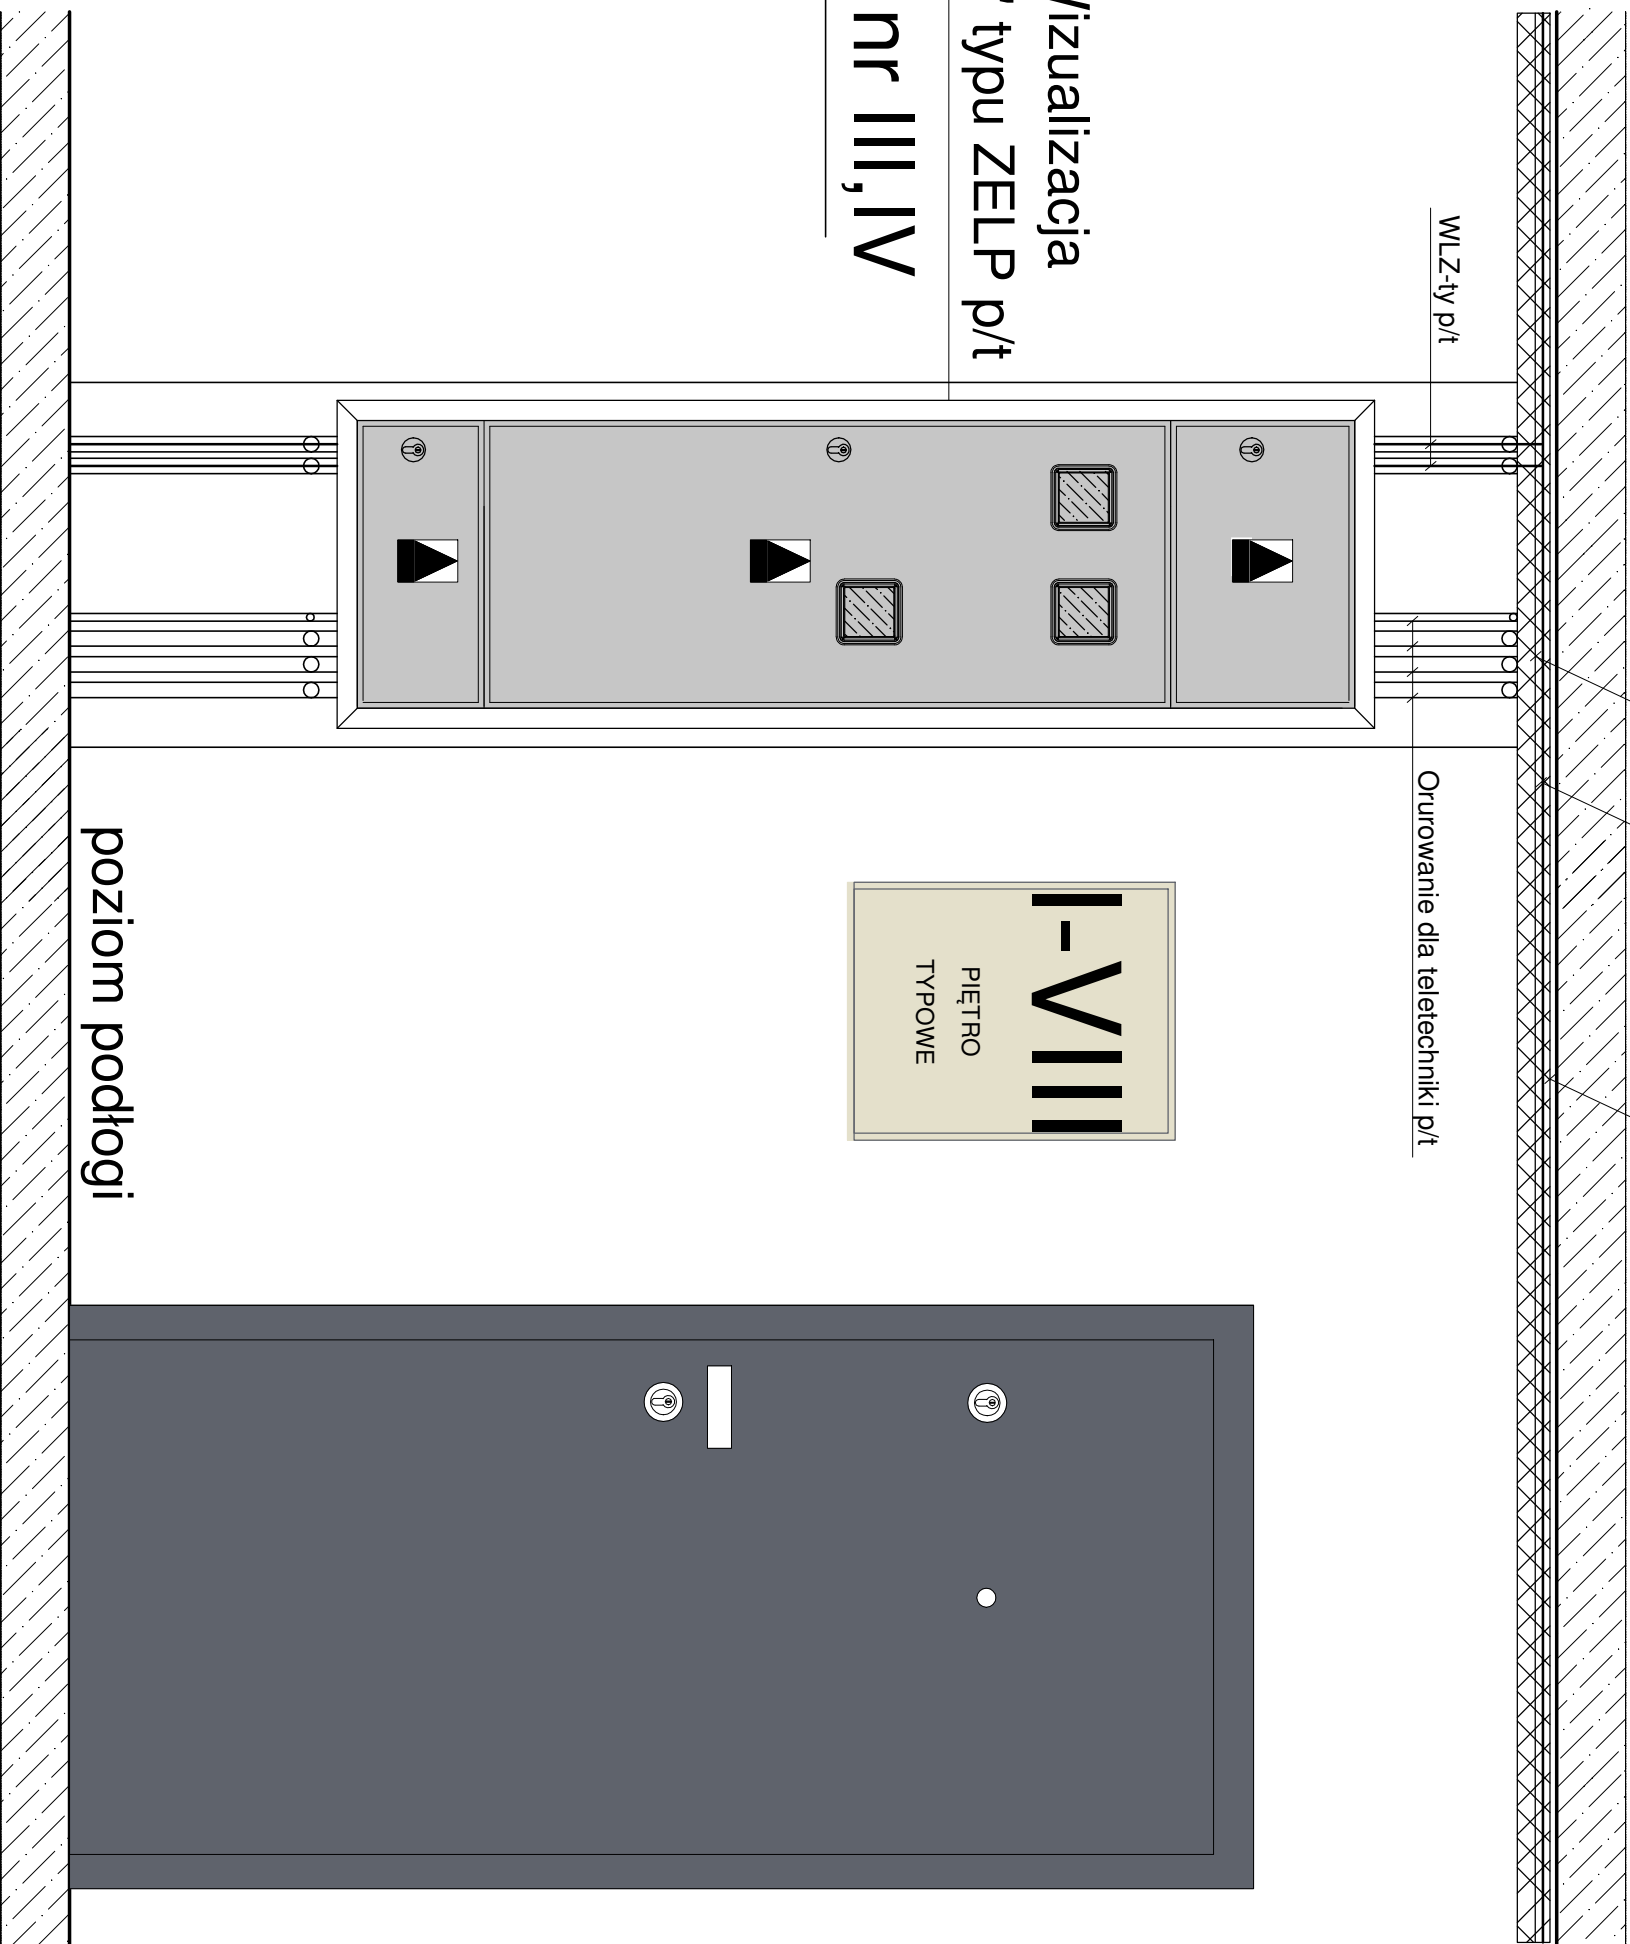 WLZ-ty p/t
izualizacja
typu ZELP p/t
nr III,IV
Orurowanie dla teletechniki p/t
I-VIII
PIĘTRO
TYPOWE
poziom podłogi